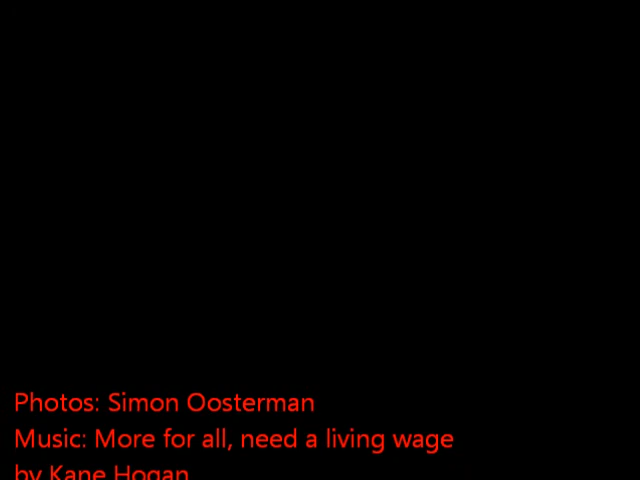 Photos: Simon Oosterman
Music: More for all, need a living wage
by Kane Hogan